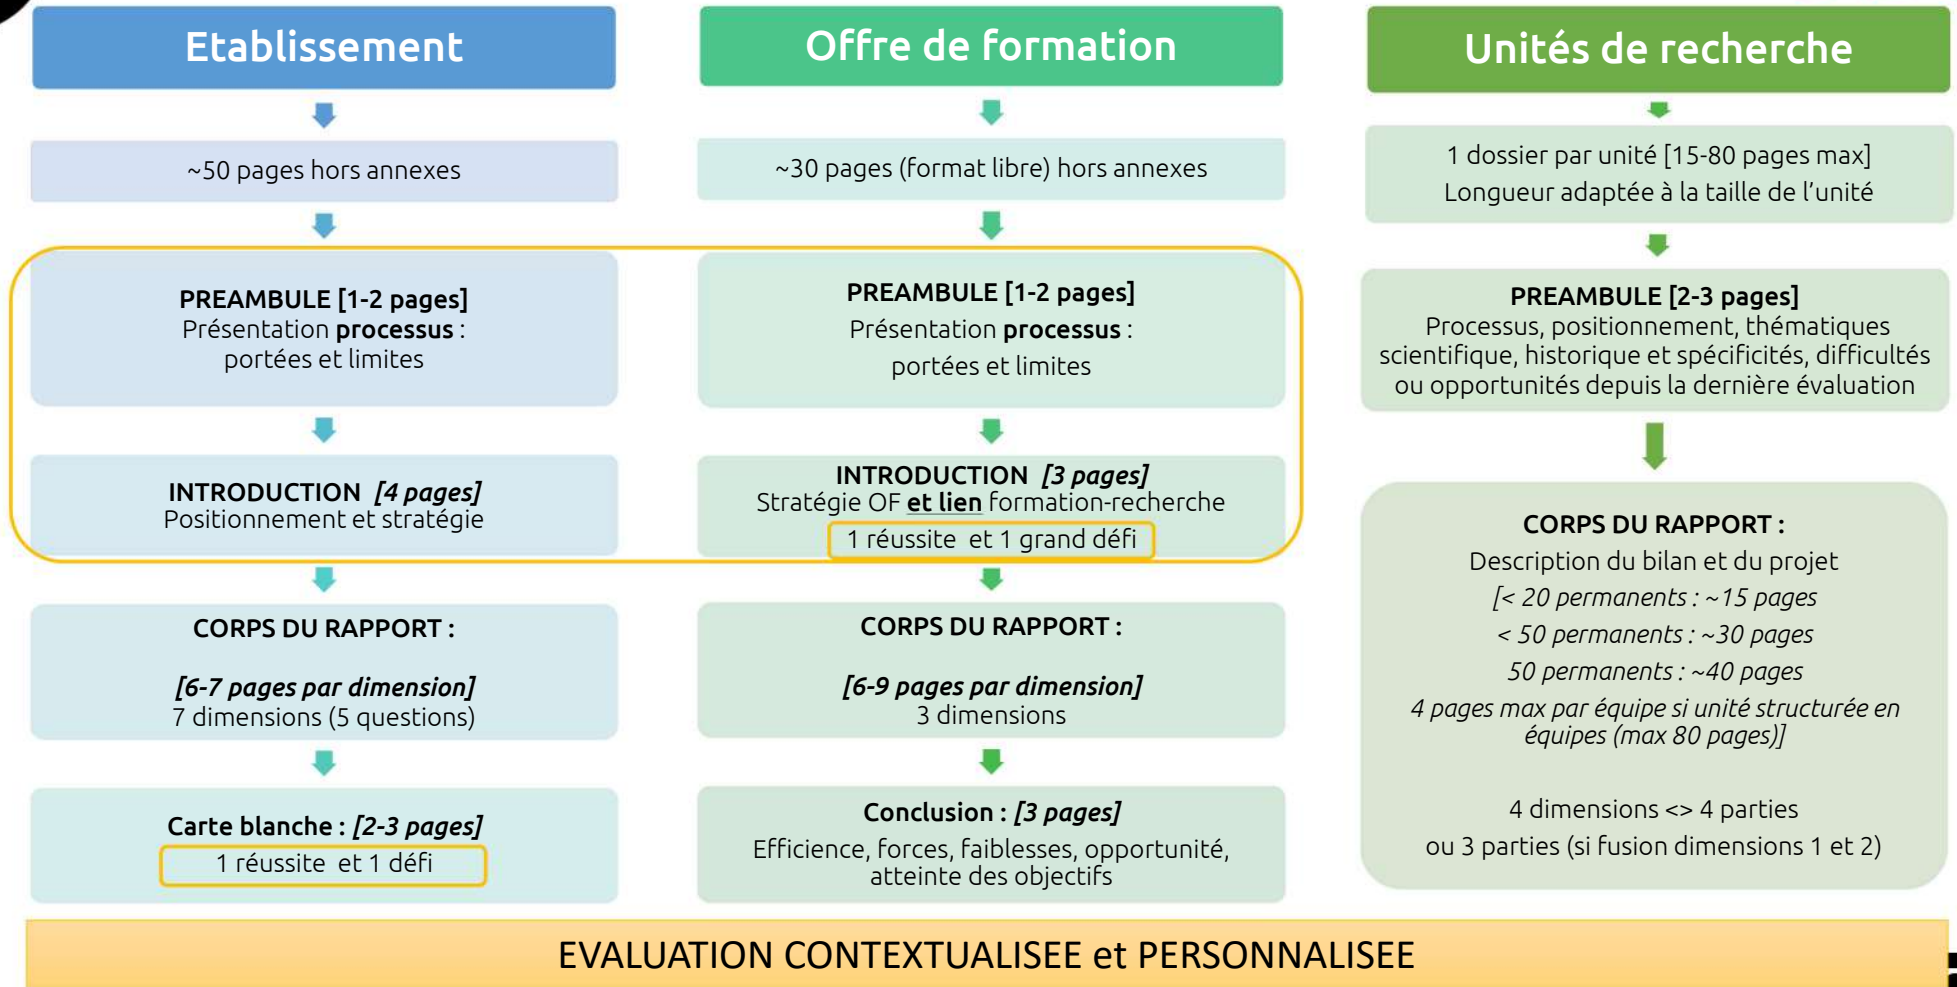 Etablissement
~50 pages hors annexes
PREAMBULE [1-2 pages]
Présentation processus :
portées et limites
INTRODUCTION [4 pages]
Positionnement et stratégie
CORPS DU RAPPORT :
[6-7 pages par dimension]
7 dimensions (5 questions)
Carte blanche : [2-3 pages]
1 réussite et 1 défi
Offre de formation
~30 pages (format libre) hors annexes
PREAMBULE [1-2 pages]
Présentation processus :
portées et limites
INTRODUCTION [3 pages]
Stratégie OF et lien formation-recherche
1 réussite et 1 grand défi
CORPS DU RAPPORT :
[6-9 pages par dimension]
3 dimensions
Conclusion : [3 pages]
Efficience, forces, faiblesses, opportunité,
atteinte des objectifs
Unités de recherche
1 dossier par unité [15-80 pages max]
Longueur adaptée à la taille de l'unité
PREAMBULE [2-3 pages]
Processus, positionnement, thématiques
scientifique, historique et spécificités, difficultés
ou opportunités depuis la dernière évaluation
CORPS DU RAPPORT :
Description du bilan et du projet
[< 20 permanents : ~15 pages
< 50 permanents : ~30 pages
50 permanents : ~40 pages
4 pages max par équipe si unité structurée en
équipes (max 80 pages)]
4 dimensions <> 4 parties
ou 3 parties (si fusion dimensions 1 et 2)
EVALUATION CONTEXTUALISEE et PERSONNALISEE